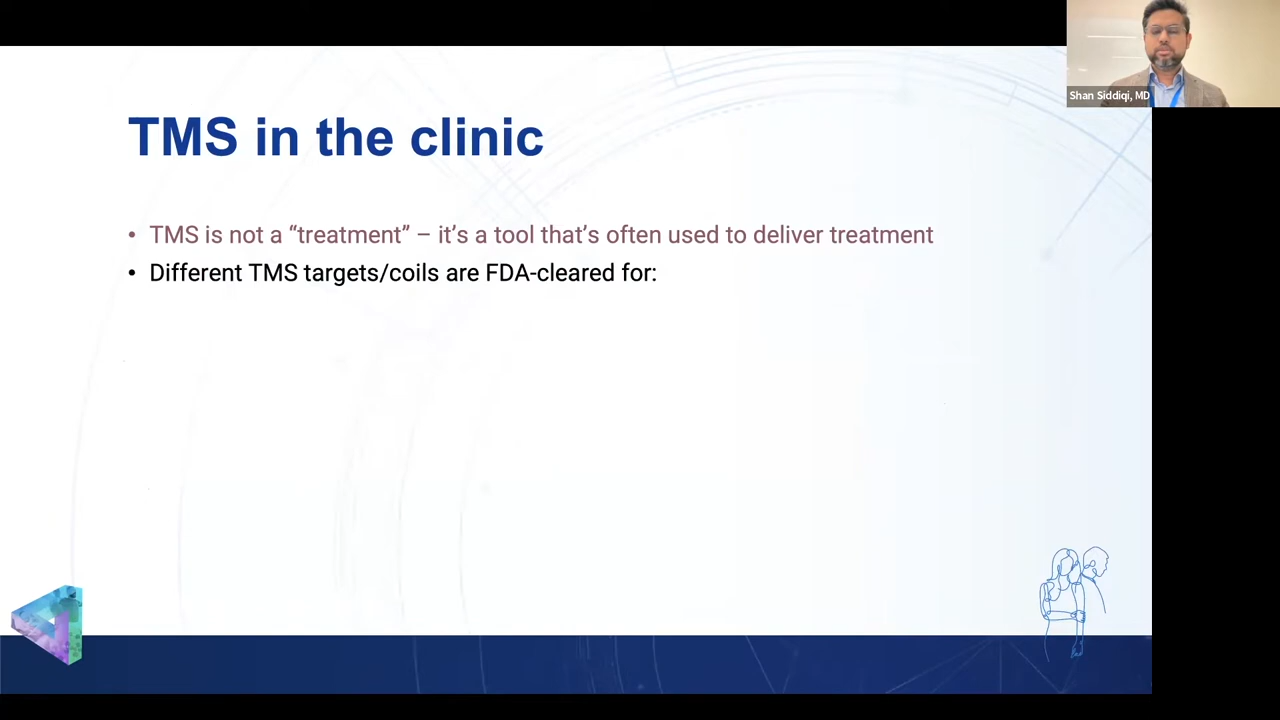 Shan Siddiqi, MD
TMS in the clinic
• TMS is not a “treatment” – it’s a tool that’s often used to deliver treatment
• Different TMS targets/coils are FDA-cleared for: